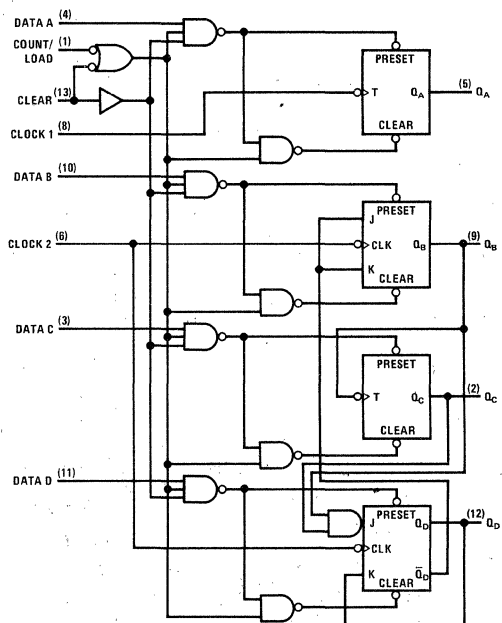 DATA A (4)
COUNT/ (1)
LOAD
CLEAR (13)
CLOCK 1 (8)
PRESET
T QA (5) QA
CLEAR
DATA B (10)
PRESET
J
CLOCK 2 (6)
CLK QB (9) QB
K
CLEAR
DATA C (3)
PRESET
T QC (2) QC
CLEAR
DATA D (11)
PRESET
J QD (12) QD
CLK
K Q̅D
CLEAR